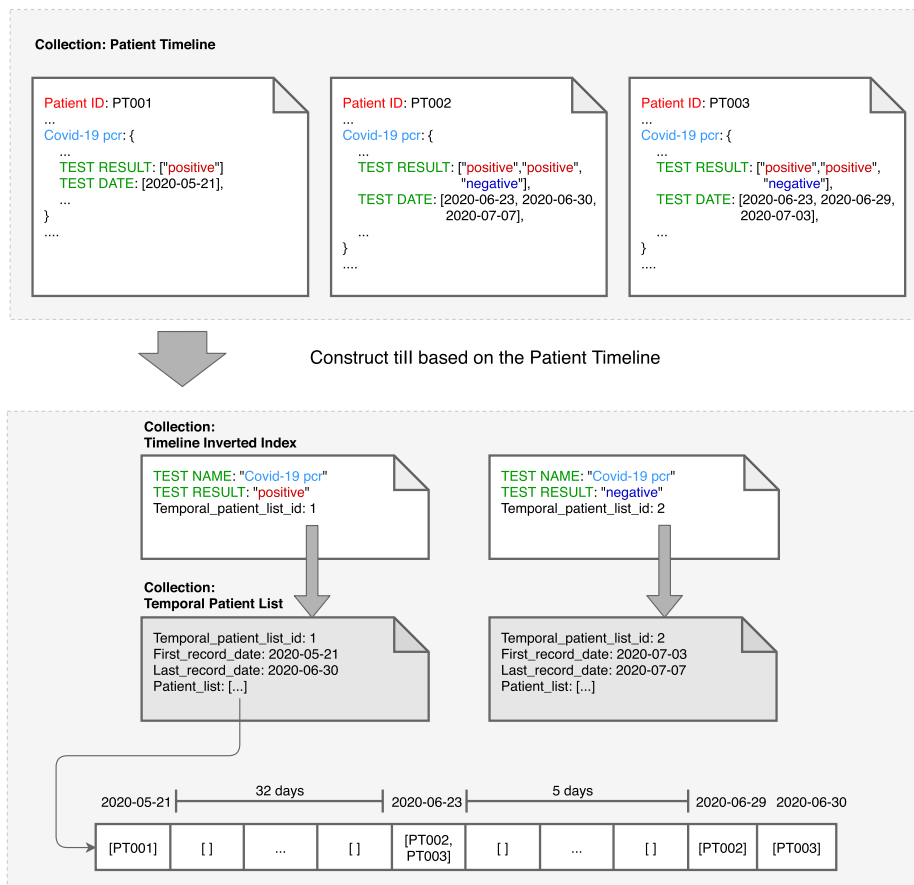 Collection: Patient Timeline
Patient ID: PT001
...
Covid-19 pcr: {
...
TEST RESULT: ["positive"]
TEST DATE: [2020-05-21],
...
}
....
Patient ID: PT002
...
Covid-19 pcr: {
...
TEST RESULT: ["positive","positive",
"negative"],
TEST DATE: [2020-06-23, 2020-06-30,
2020-07-07],
...
}
....
Patient ID: PT003
...
Covid-19 pcr: {
...
TEST RESULT: ["positive","positive",
"negative"],
TEST DATE: [2020-06-23, 2020-06-29,
2020-07-03],
...
}
....
Construct tiII based on the Patient Timeline
Collection:
Timeline Inverted Index
TEST NAME: "Covid-19 pcr"
TEST RESULT: "positive"
Temporal_patient_list_id: 1
TEST NAME: "Covid-19 pcr"
TEST RESULT: "negative"
Temporal_patient_list_id: 2
Collection:
Temporal Patient List
Temporal_patient_list_id: 1
First_record_date: 2020-05-21
Last_record_date: 2020-06-30
Patient_list: [...]
Temporal_patient_list_id: 2
First_record_date: 2020-07-03
Last_record_date: 2020-07-07
Patient_list: [...]
2020-05-21 32 days 2020-06-23 5 days 2020-06-29 2020-06-30
[PT001] [ ] ... [ ] [PT002, PT003] [ ] ... [ ] [PT002] [PT003]